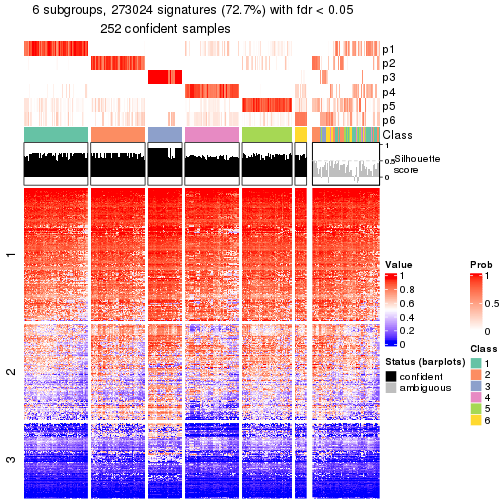 6 subgroups, 273024 signatures (72.7%) with fdr < 0.05
252 confident samples
p1
p2
p3
p4
p5
p6
Class
1
0.5
0
Silhouette
score
1
2
3
Value
1
0.8
0.6
0.4
0.2
0
Prob
1
0.5
0
Status (barplots)
confident
ambiguous
Class
1
2
3
4
5
6